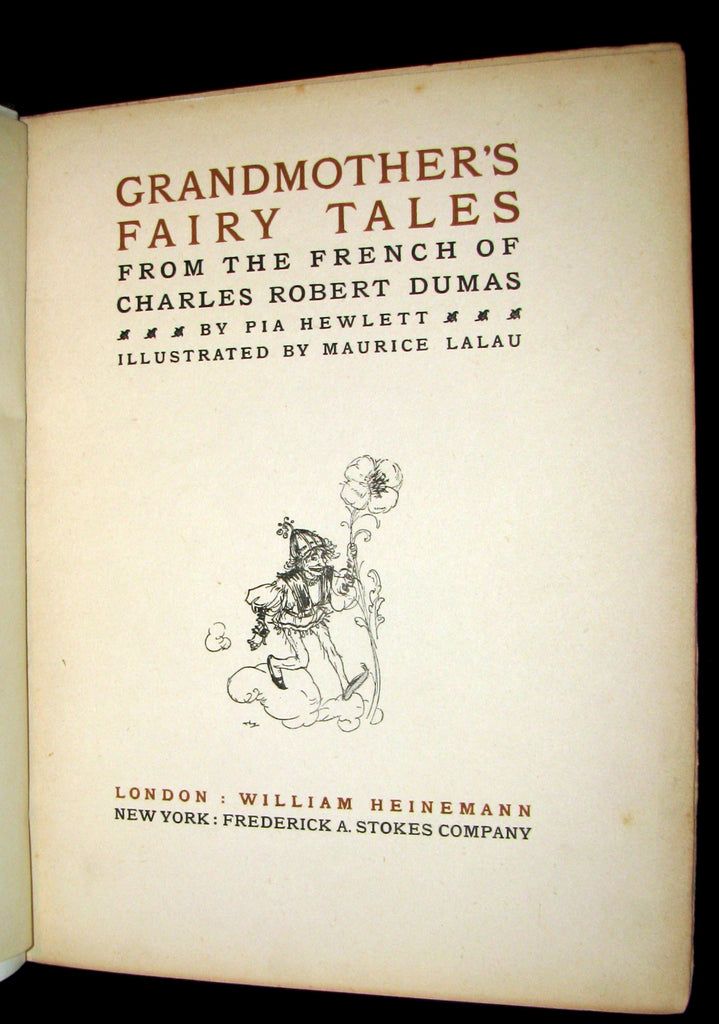 GRANDMOTHER'S
FAIRY TALES
FROM THE FRENCH OF
CHARLES ROBERT DUMAS
BY PIA HEWLETT
ILLUSTRATED BY MAURICE LALAU
LONDON : WILLIAM HEINEMANN
NEW YORK : FREDERICK A. STOKES COMPANY